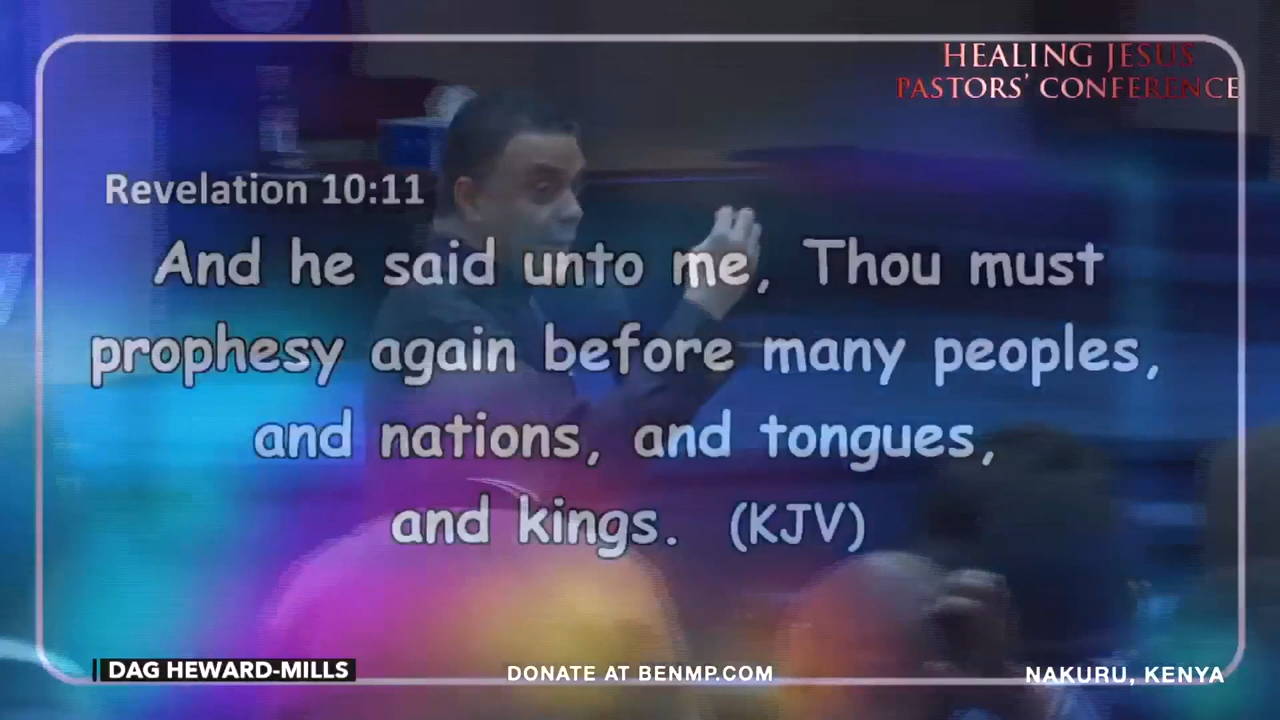 HEALING JESUS
PASTORS' CONFERENCE
Revelation 10:11
And he said unto me, Thou must
prophesy again before many peoples,
and nations, and tongues,
and kings. (KJV)
DAG HEWARD-MILLS
DONATE AT BENMP.COM
NAKURU, KENYA